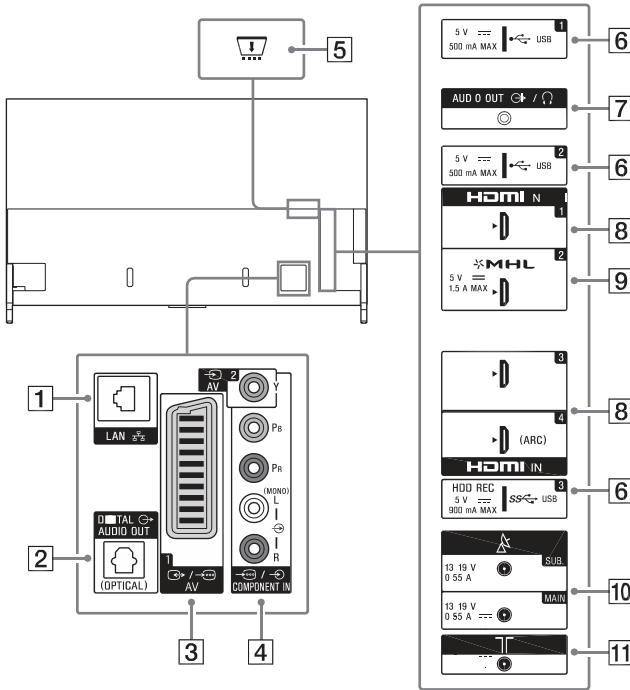 5
1
5 V
500 mA MAX
USB
6
AUD O OUT / 
7
2
5 V
500 mA MAX
USB
6
HDMI N
1
8
2
MHL
5 V
1.5 A MAX
9
3
8
4
(ARC)
HDMI IN
3
HDD REC
5 V
900 mA MAX
SS USB
6
SUB.
13 19 V
0 55 A
10
MAIN
13 19 V
0 55 A
11
1
LAN
2
D TAL
AUDIO OUT
(OPTICAL)
1
/
AV
3
2
AV
Y
PB
PR
(MONO)
L
R
/
COMPONENT IN
4